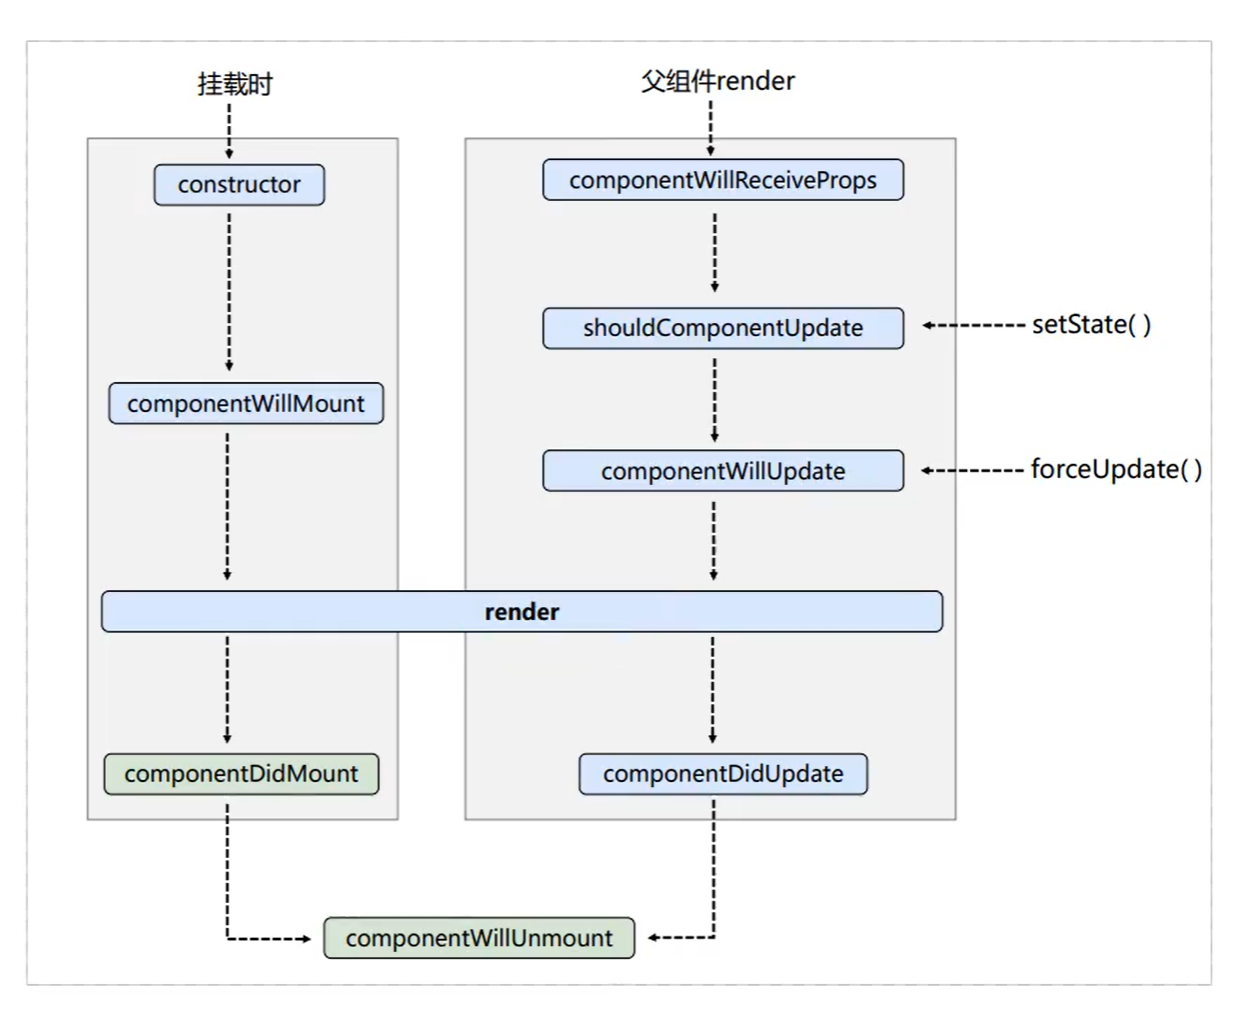 挂载时
constructor
componentWillMount
父组件render
componentWillReceiveProps
shouldComponentUpdate
setState( )
componentWillUpdate
forceUpdate( )
render
componentDidMount
componentDidUpdate
componentWillUnmount